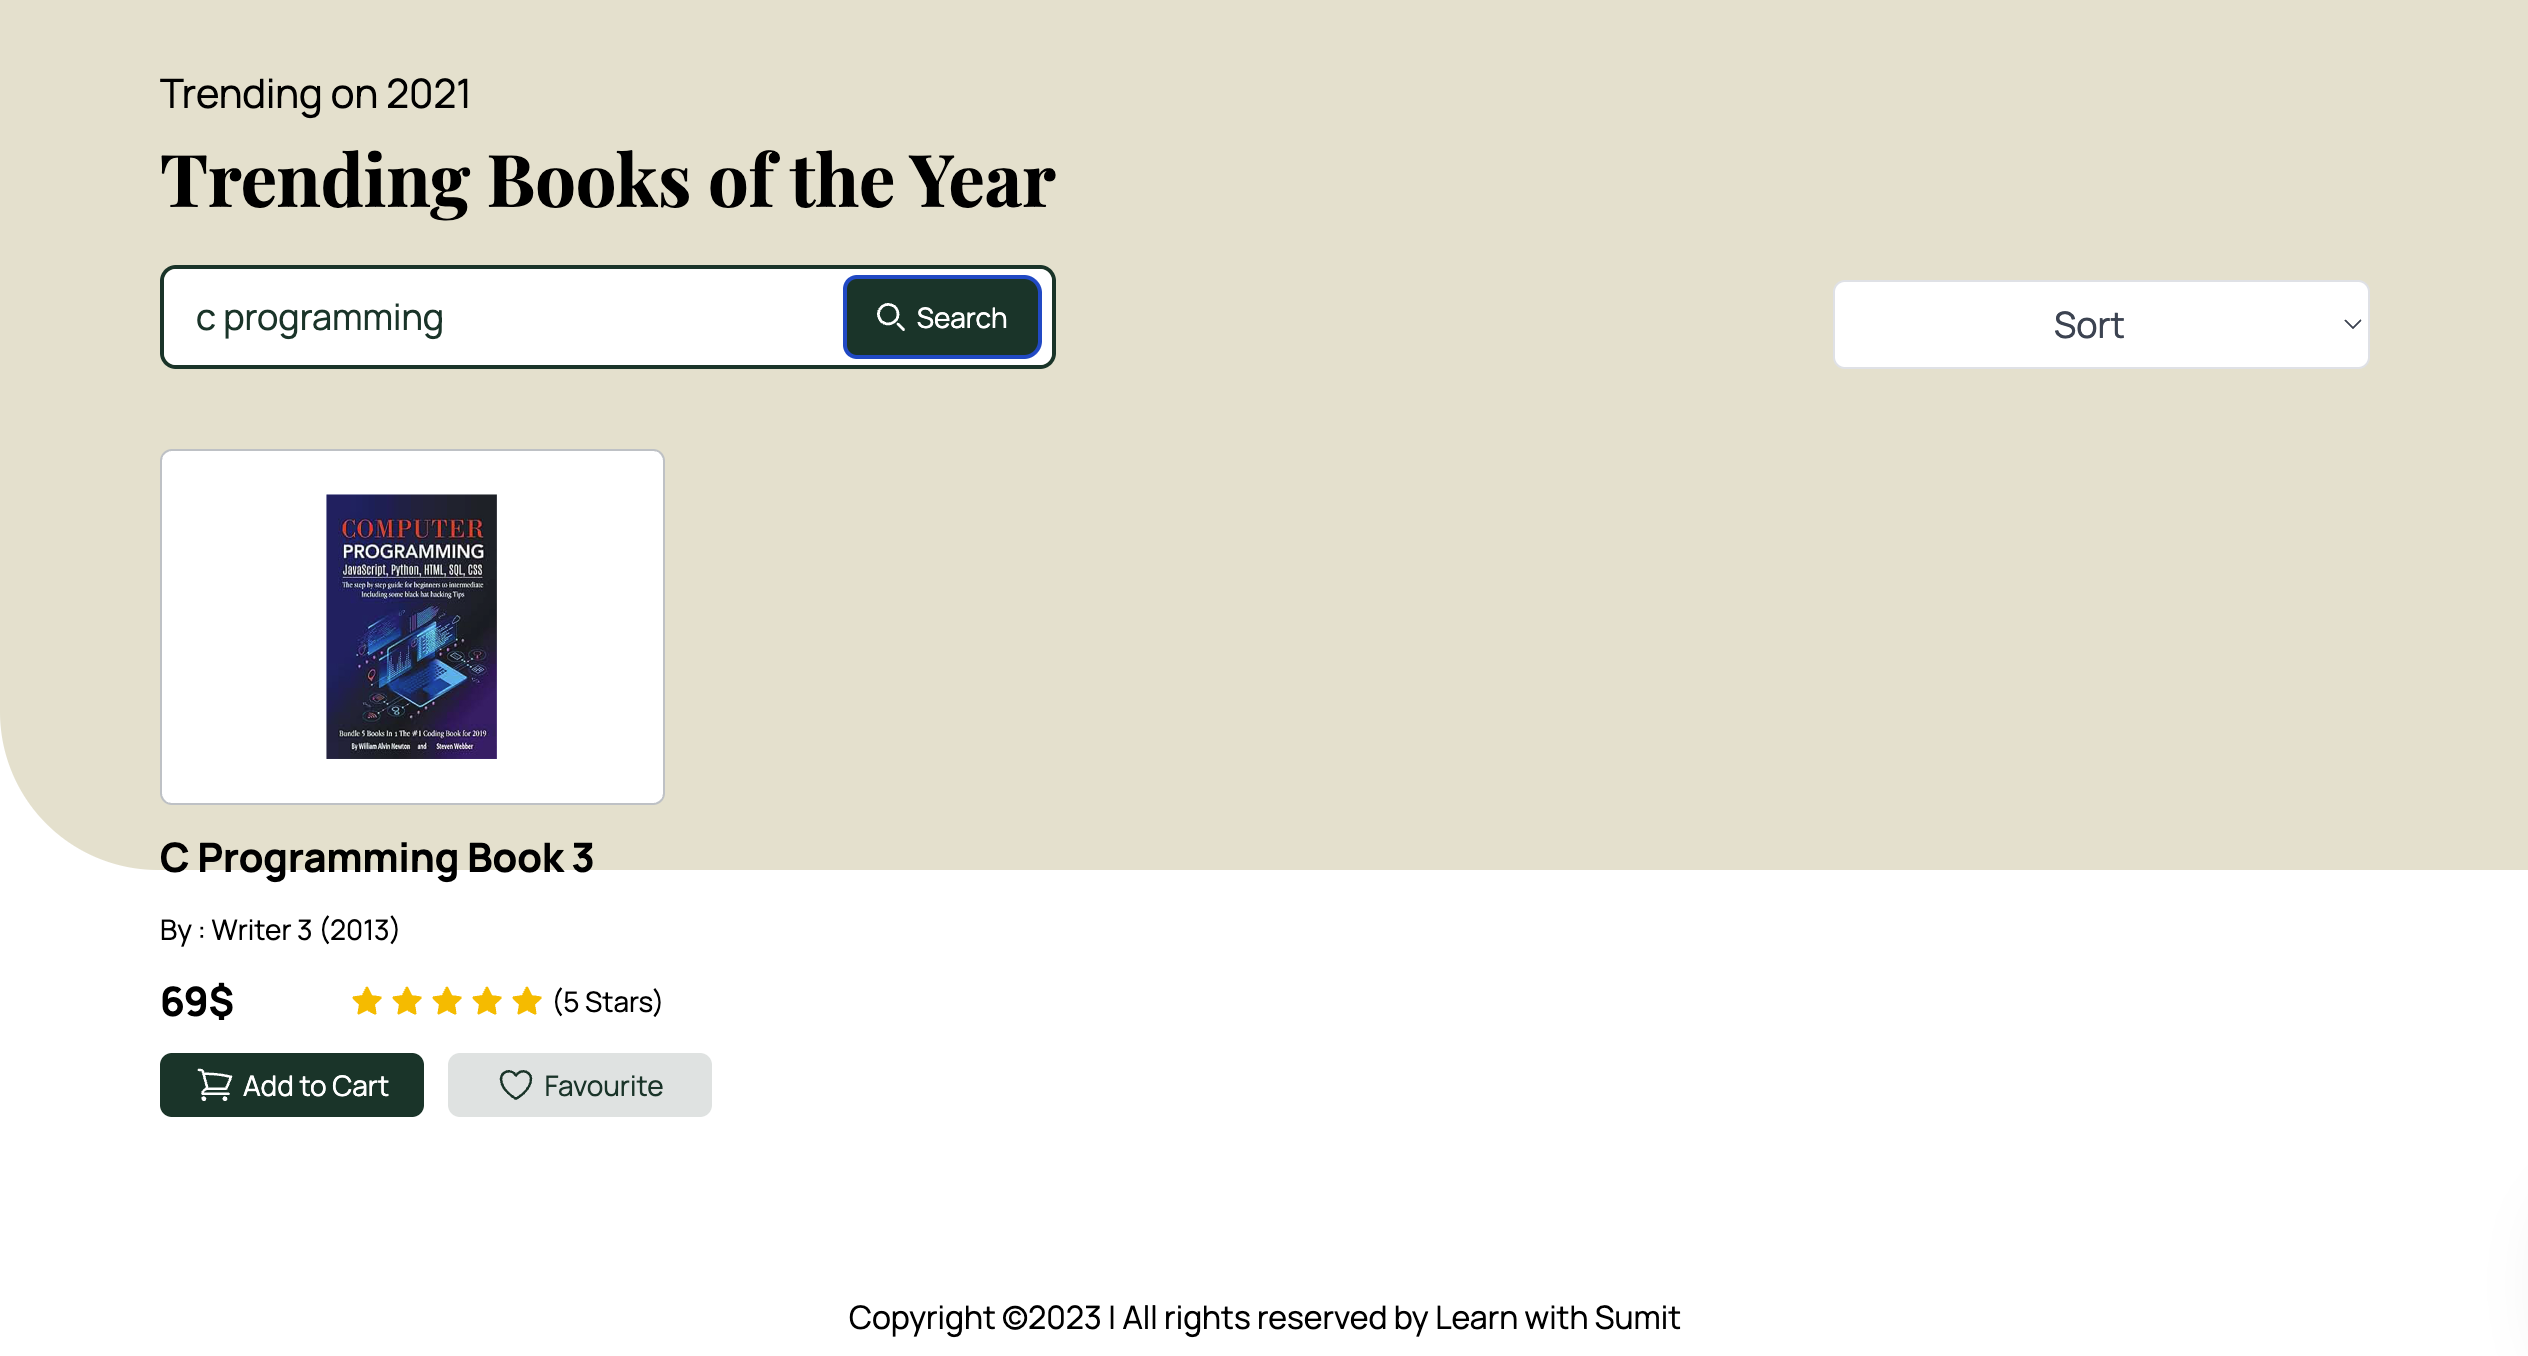 Trending on 2021
Trending Books of the Year
c programming
Search
Sort
COMPUTER
PROGRAMMING
JavaScript, Python, HTML, SQL, CSS
The step by step guide for beginners to intermediate
Including some black hat hacking Tips
Bundle 5 Books In 1 The #1 Coding Book for 2019
By William Alvin Newton and Steven Webber
C Programming Book 3
By : Writer 3 (2013)
69$ (5 Stars)
Add to Cart Favourite
Copyright ©2023 | All rights reserved by Learn with Sumit